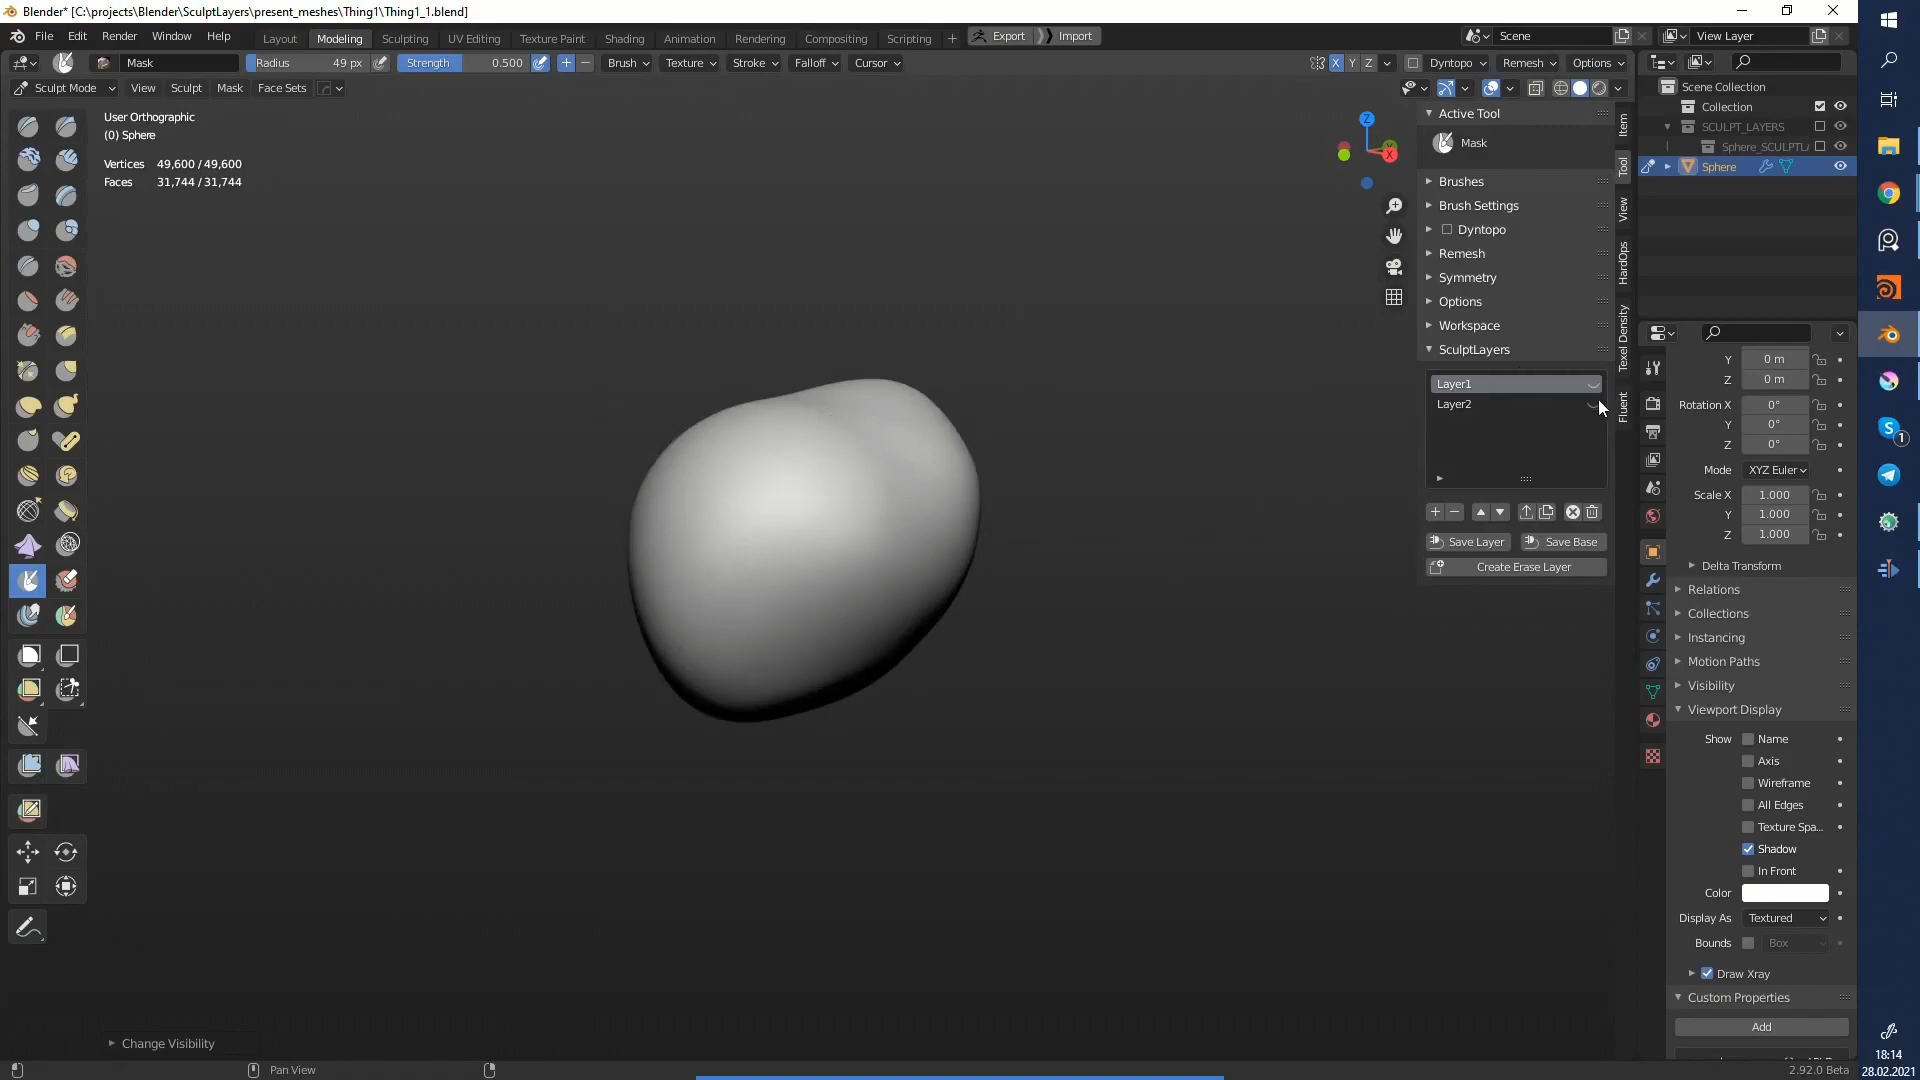 Blender* [C:\projects\Blender\SculptLayers\present_meshes\Thing1\Thing1_1.blend]
File Edit Render Window Help
Layout Modeling Sculpting UV Editing Texture Paint Shading Animation Rendering Compositing Scripting + Export Import
Scene
View Layer
Mask Radius 49 px Strength 0.500 Brush Texture Stroke Falloff Cursor
X Y Z Dyntopo Remesh Options
Sculpt Mode View Sculpt Mask Face Sets
User Orthographic
(0) Sphere
Vertices 49,600 / 49,600
Faces 31,744 / 31,744
Z
X
Active Tool
Mask
Brushes
Brush Settings
Dyntopo
Remesh
Symmetry
Options
Workspace
SculptLayers
Layer1
Layer2
Save Layer Save Base
Create Erase Layer
Item
Tool
View
HardOps
Texel Density
Fluent
Scene Collection
Collection
SCULPT_LAYERS
Sphere_SCULPTL
Sphere
Y 0 m
Z 0 m
Rotation X 0°
Y 0°
Z 0°
Mode XYZ Euler
Scale X 1.000
Y 1.000
Z 1.000
Delta Transform
Relations
Collections
Instancing
Motion Paths
Visibility
Viewport Display
Show Name
Axis
Wireframe
All Edges
Texture Spa...
Shadow
In Front
Color
Display As Textured
Bounds Box
Draw Xray
Custom Properties
Add
Change Visibility
Pan View
2.92.0 Beta
1
18:14
28.02.2021